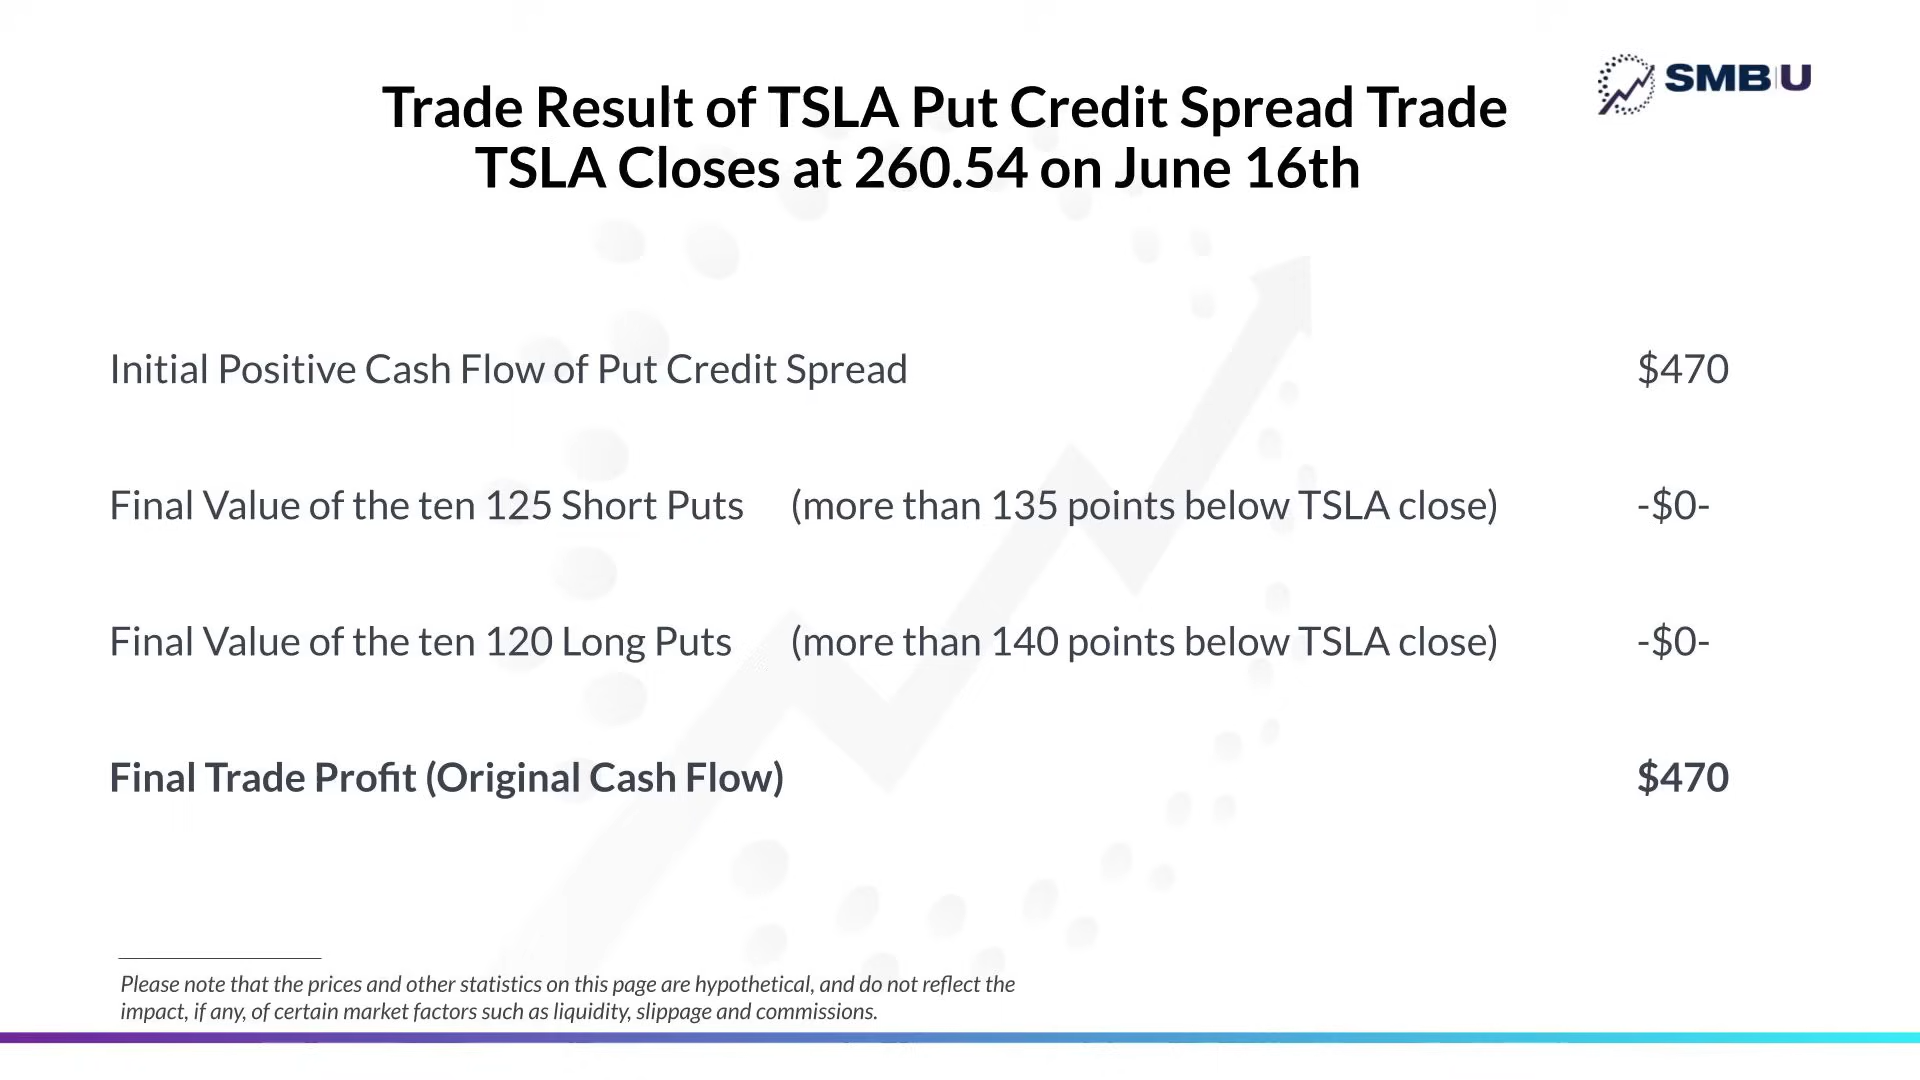 SMB|U
Trade Result of TSLA Put Credit Spread Trade
TSLA Closes at 260.54 on June 16th
Initial Positive Cash Flow of Put Credit Spread $470
Final Value of the ten 125 Short Puts (more than 135 points below TSLA close) -$0-
Final Value of the ten 120 Long Puts (more than 140 points below TSLA close) -$0-
Final Trade Profit (Original Cash Flow) $470
Please note that the prices and other statistics on this page are hypothetical, and do not reflect the
impact, if any, of certain market factors such as liquidity, slippage and commissions.